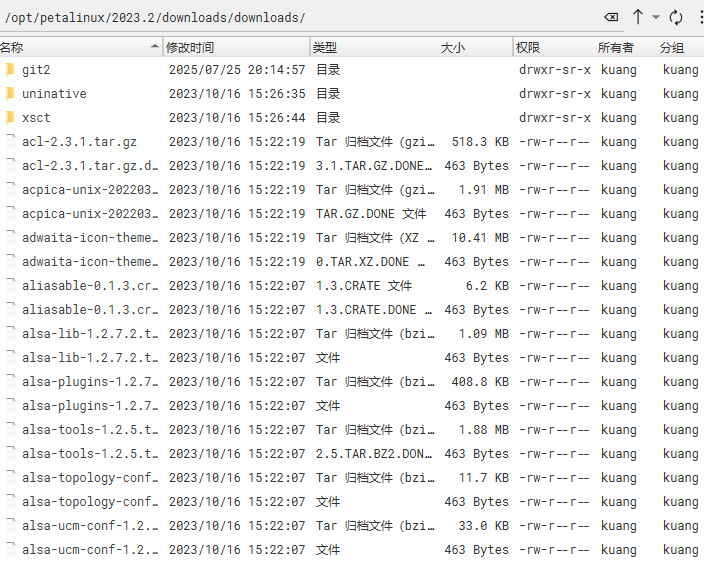 /opt/petalinux/2023.2/downloads/downloads/
名称 修改时间 类型 大小 权限 所有者 分组
git2 2025/07/25 20:14:57 目录 drwxr-sr-x kuang kuang
uninative 2023/10/16 15:26:35 目录 drwxr-sr-x kuang kuang
xsct 2023/10/16 15:26:44 目录 drwxr-sr-x kuang kuang
acl-2.3.1.tar.gz 2023/10/16 15:22:19 Tar 归档文件 (gzi… 518.3 KB -rw-r--r-- kuang kuang
acl-2.3.1.tar.gz.d… 2023/10/16 15:22:19 3.1.TAR.GZ.DONE… 463 Bytes -rw-r--r-- kuang kuang
acpica-unix-202203… 2023/10/16 15:22:19 Tar 归档文件 (gzi… 1.91 MB -rw-r--r-- kuang kuang
acpica-unix-202203… 2023/10/16 15:22:19 TAR.GZ.DONE 文件 463 Bytes -rw-r--r-- kuang kuang
adwaita-icon-theme… 2023/10/16 15:22:19 Tar 归档文件 (XZ … 10.41 MB -rw-r--r-- kuang kuang
adwaita-icon-theme… 2023/10/16 15:22:19 0.TAR.XZ.DONE … 463 Bytes -rw-r--r-- kuang kuang
aliasable-0.1.3.cr… 2023/10/16 15:22:07 1.3.CRATE 文件 6.2 KB -rw-r--r-- kuang kuang
aliasable-0.1.3.cr… 2023/10/16 15:22:07 1.3.CRATE.DONE … 463 Bytes -rw-r--r-- kuang kuang
alsa-lib-1.2.7.2.t… 2023/10/16 15:22:07 Tar 归档文件 (bzi… 1.09 MB -rw-r--r-- kuang kuang
alsa-lib-1.2.7.2.t… 2023/10/16 15:22:07 文件 463 Bytes -rw-r--r-- kuang kuang
alsa-plugins-1.2.7… 2023/10/16 15:22:07 Tar 归档文件 (bzi… 408.8 KB -rw-r--r-- kuang kuang
alsa-plugins-1.2.7… 2023/10/16 15:22:07 文件 463 Bytes -rw-r--r-- kuang kuang
alsa-tools-1.2.5.t… 2023/10/16 15:22:07 Tar 归档文件 (bzi… 1.88 MB -rw-r--r-- kuang kuang
alsa-tools-1.2.5.t… 2023/10/16 15:22:07 2.5.TAR.BZ2.DON… 463 Bytes -rw-r--r-- kuang kuang
alsa-topology-conf… 2023/10/16 15:22:07 Tar 归档文件 (bzi… 11.7 KB -rw-r--r-- kuang kuang
alsa-topology-conf… 2023/10/16 15:22:07 文件 463 Bytes -rw-r--r-- kuang kuang
alsa-ucm-conf-1.2.… 2023/10/16 15:22:07 Tar 归档文件 (bzi… 33.0 KB -rw-r--r-- kuang kuang
alsa-ucm-conf-1.2.… 2023/10/16 15:22:07 文件 463 Bytes -rw-r--r-- kuang kuang